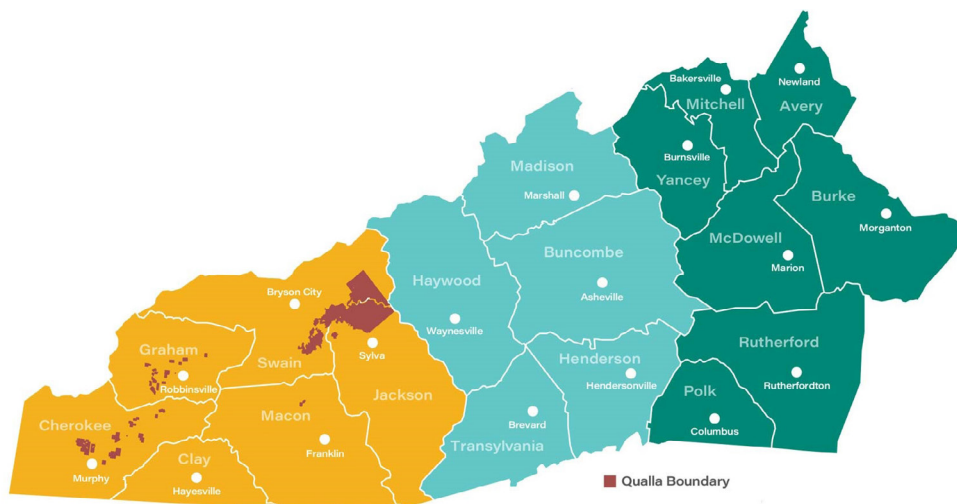 Newland
Avery
Bakersville
Mitchell
Burnsville
Yancey
Burke
Morganton
McDowell
Marion
Rutherford
Rutherfordton
Polk
Columbus
Madison
Marshall
Buncombe
Asheville
Haywood
Waynesville
Henderson
Hendersonville
Brevard
Transylvania
Bryson City
Swain
Sylva
Jackson
Graham
Robbinsville
Macon
Franklin
Cherokee
Murphy
Clay
Hayesville
Qualla Boundary